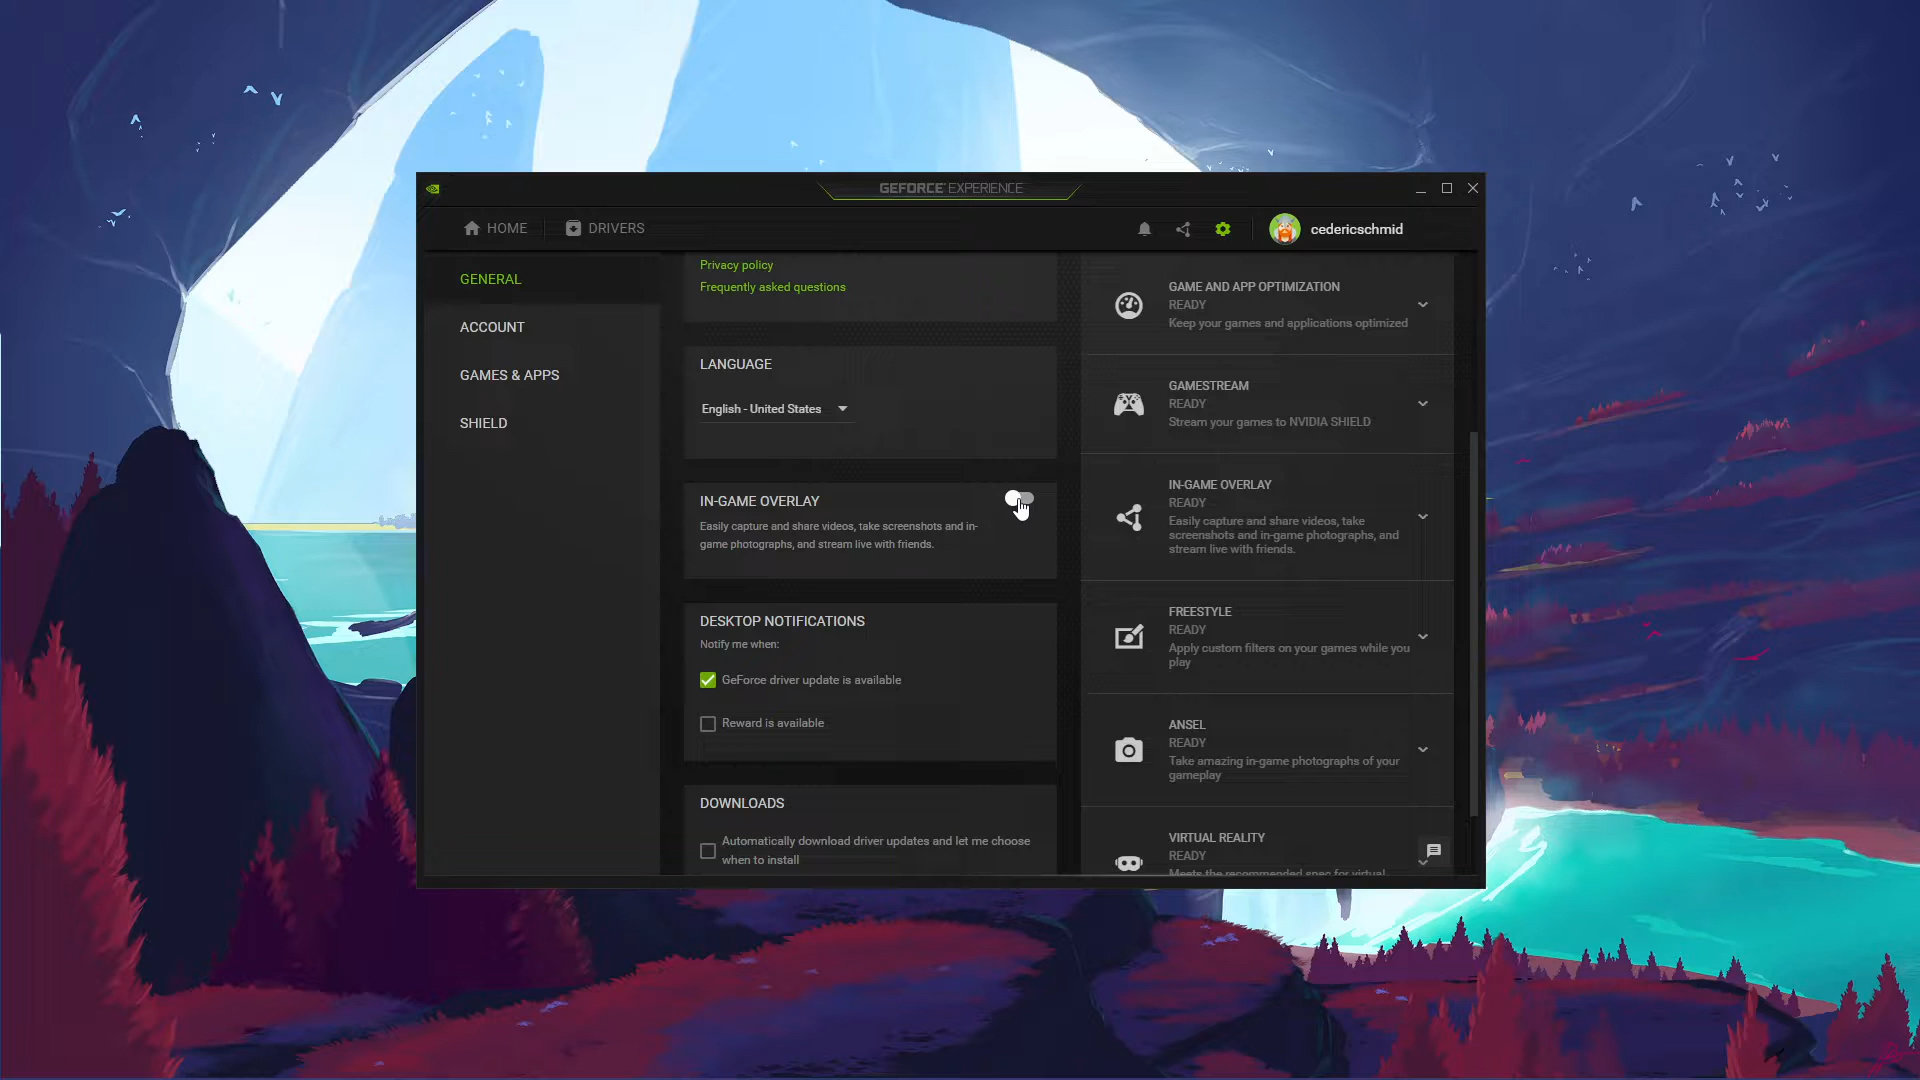 GEFORCE EXPERIENCE
HOME
DRIVERS
cedericschmid
GENERAL
ACCOUNT
GAMES & APPS
SHIELD
Privacy policy
Frequently asked questions
LANGUAGE
English - United States
IN-GAME OVERLAY
Easily capture and share videos, take screenshots and in-
game photographs, and stream live with friends.
DESKTOP NOTIFICATIONS
Notify me when:
GeForce driver update is available
Reward is available
DOWNLOADS
Automatically download driver updates and let me choose
when to install
GAME AND APP OPTIMIZATION
READY
Keep your games and applications optimized
GAMESTREAM
READY
Stream your games to NVIDIA SHIELD
IN-GAME OVERLAY
READY
Easily capture and share videos, take
screenshots and in-game photographs, and
stream live with friends.
FREESTYLE
READY
Apply custom filters on your games while you
play
ANSEL
READY
Take amazing in-game photographs of your
gameplay
VIRTUAL REALITY
READY
Meets the recommended spec for virtual